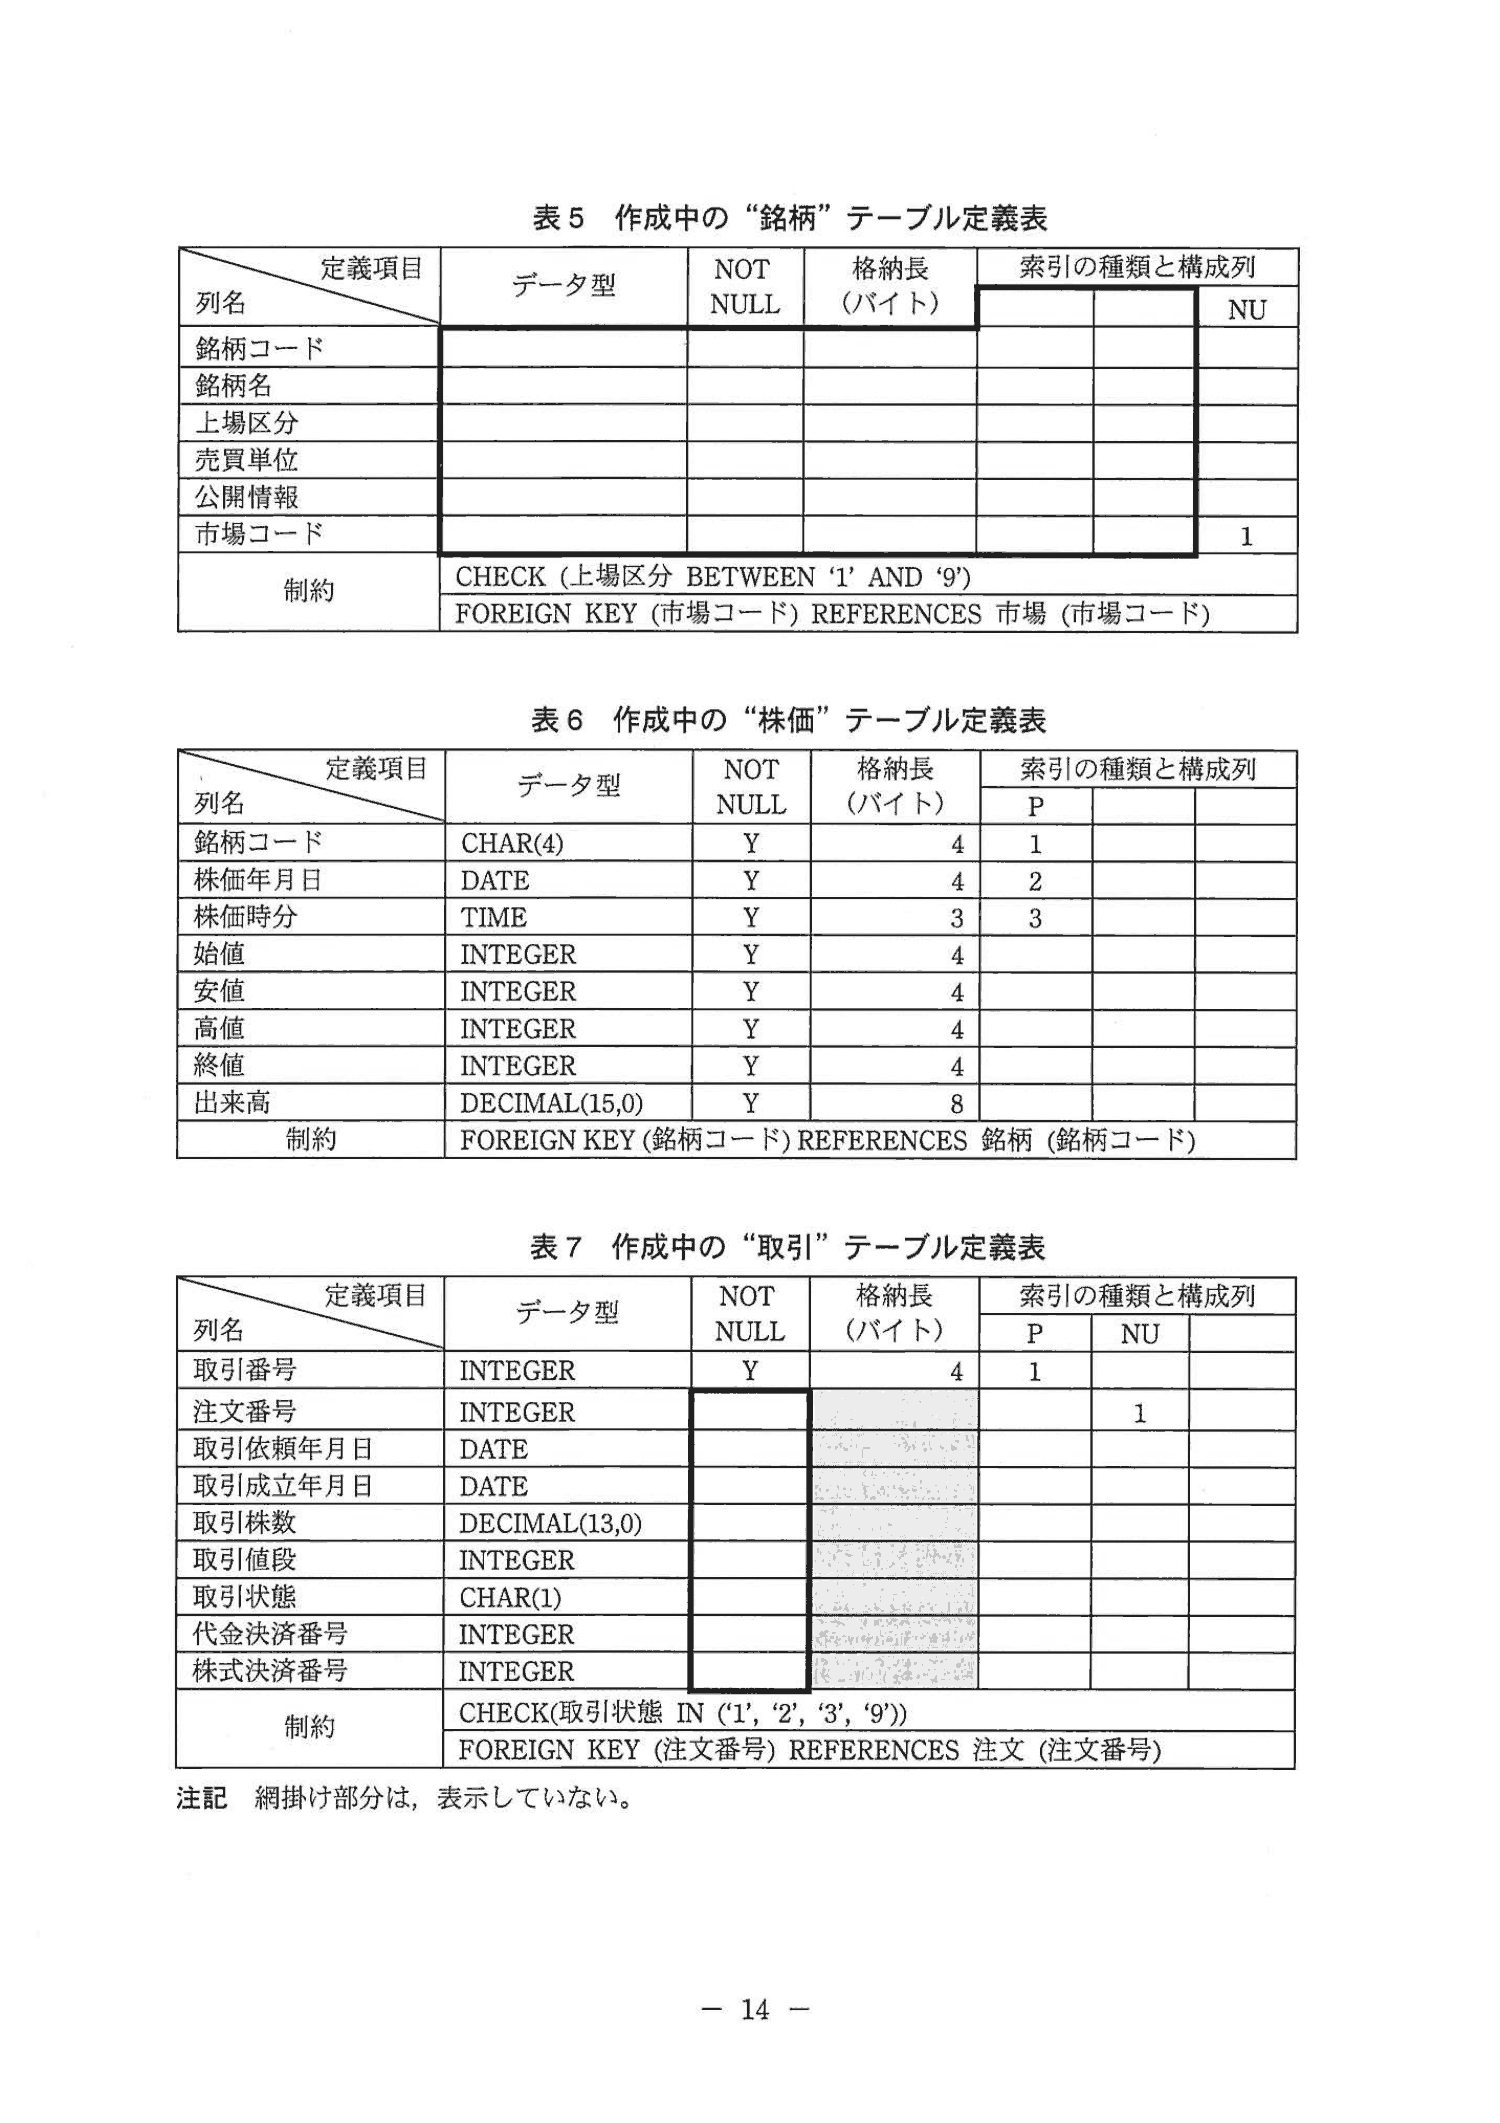 表5 作成中の“銘柄”テーブル定義表
定義項目
列名
データ型
NOT
NULL
格納長
(バイト)
索引の種類と構成列
NU
銘柄コード
銘柄名
上場区分
売買単位
公開情報
市場コード 1
制約
CHECK (上場区分 BETWEEN ‘1’ AND ‘9’)
FOREIGN KEY (市場コード) REFERENCES 市場 (市場コード)
表6 作成中の“株価”テーブル定義表
定義項目
列名
データ型
NOT
NULL
格納長
(バイト)
索引の種類と構成列
P
銘柄コード CHAR(4) Y 4 1
株価年月日 DATE Y 4 2
株価時分 TIME Y 3 3
始値 INTEGER Y 4
安値 INTEGER Y 4
高値 INTEGER Y 4
終値 INTEGER Y 4
出来高 DECIMAL(15,0) Y 8
制約 FOREIGN KEY (銘柄コード) REFERENCES 銘柄 (銘柄コード)
表7 作成中の“取引”テーブル定義表
定義項目
列名
データ型
NOT
NULL
格納長
(バイト)
索引の種類と構成列
P NU
取引番号 INTEGER Y 4 1
注文番号 INTEGER 1
取引依頼年月日 DATE
取引成立年月日 DATE
取引株数 DECIMAL(13,0)
取引値段 INTEGER
取引状態 CHAR(1)
代金決済番号 INTEGER
株式決済番号 INTEGER
制約
CHECK(取引状態 IN (‘1’, ‘2’, ‘3’, ‘9’))
FOREIGN KEY (注文番号) REFERENCES 注文 (注文番号)
注記 網掛け部分は，表示していない。
－ 14 －